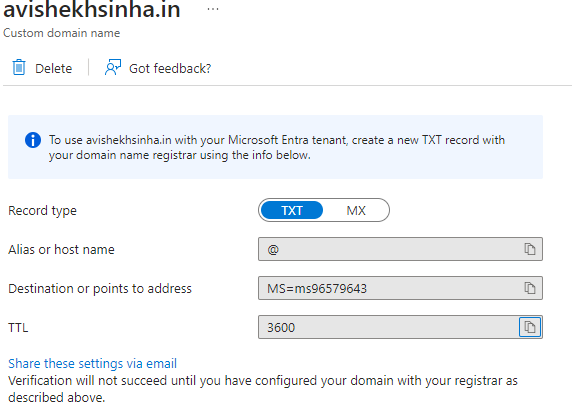 avishekhsinha.in ...
Custom domain name
Delete Got feedback?
To use avishekhsinha.in with your Microsoft Entra tenant, create a new TXT record with
your domain name registrar using the info below.
Record type TXT MX
Alias or host name @
Destination or points to address MS=ms96579643
TTL 3600
Share these settings via email
Verification will not succeed until you have configured your domain with your registrar as
described above.